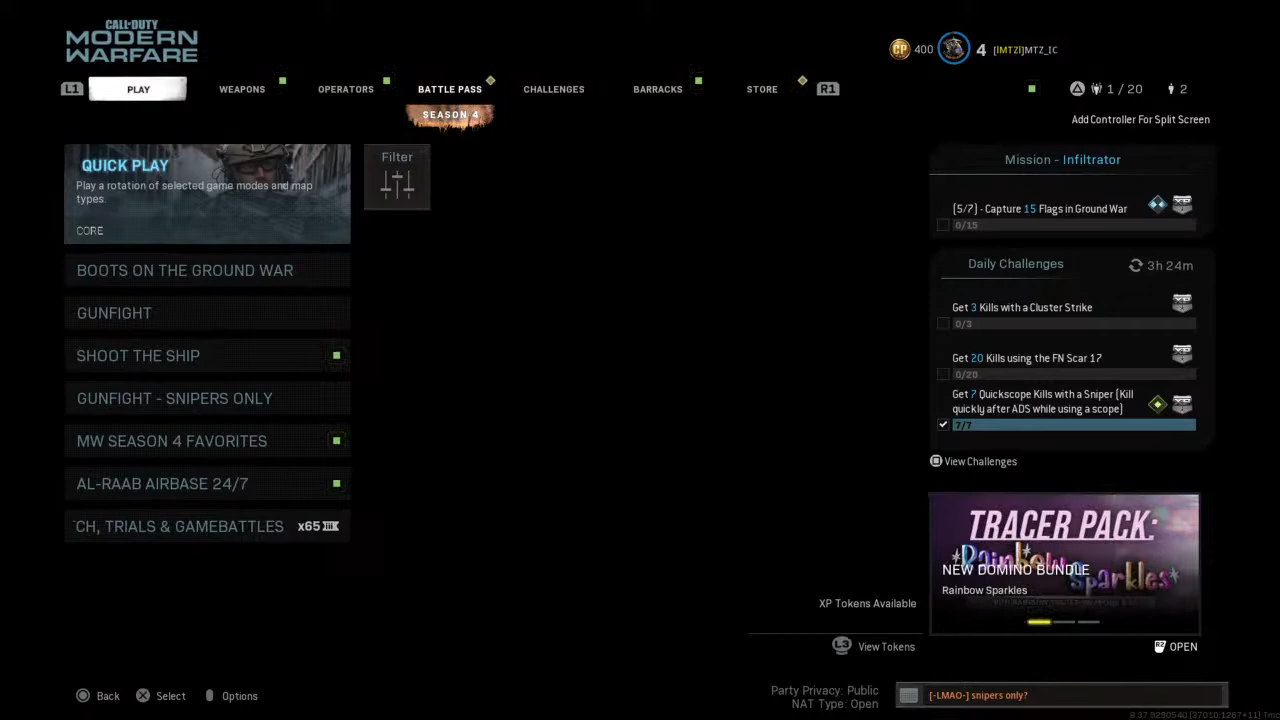 CALL OF DUTY
MODERN
WARFARE
CP 400 4 [IMTZI]MTZ_IC
L1 PLAY WEAPONS OPERATORS BATTLE PASS CHALLENGES BARRACKS STORE R1 1 / 20 2
SEASON 4
Add Controller For Split Screen
QUICK PLAY
Play a rotation of selected game modes and map
types.
CORE
Filter
BOOTS ON THE GROUND WAR
GUNFIGHT
SHOOT THE SHIP
GUNFIGHT - SNIPERS ONLY
MW SEASON 4 FAVORITES
AL-RAAB AIRBASE 24/7
CH, TRIALS & GAMEBATTLES x65
Mission - Infiltrator
[5/7] - Capture 15 Flags in Ground War
0/15
Daily Challenges 3h 24m
Get 3 Kills with a Cluster Strike
0/3
Get 20 Kills using the FN Scar 17
0/20
Get 7 Quickscope Kills with a Sniper (Kill
quickly after ADS while using a scope)
7/7
View Challenges
TRACER PACK:
Rainbow
Sparkles
NEW DOMINO BUNDLE
Rainbow Sparkles
XP Tokens Available
L3 View Tokens
R2 OPEN
Back Select Options
Party Privacy: Public
NAT Type: Open
[-LMAO-] snipers only?